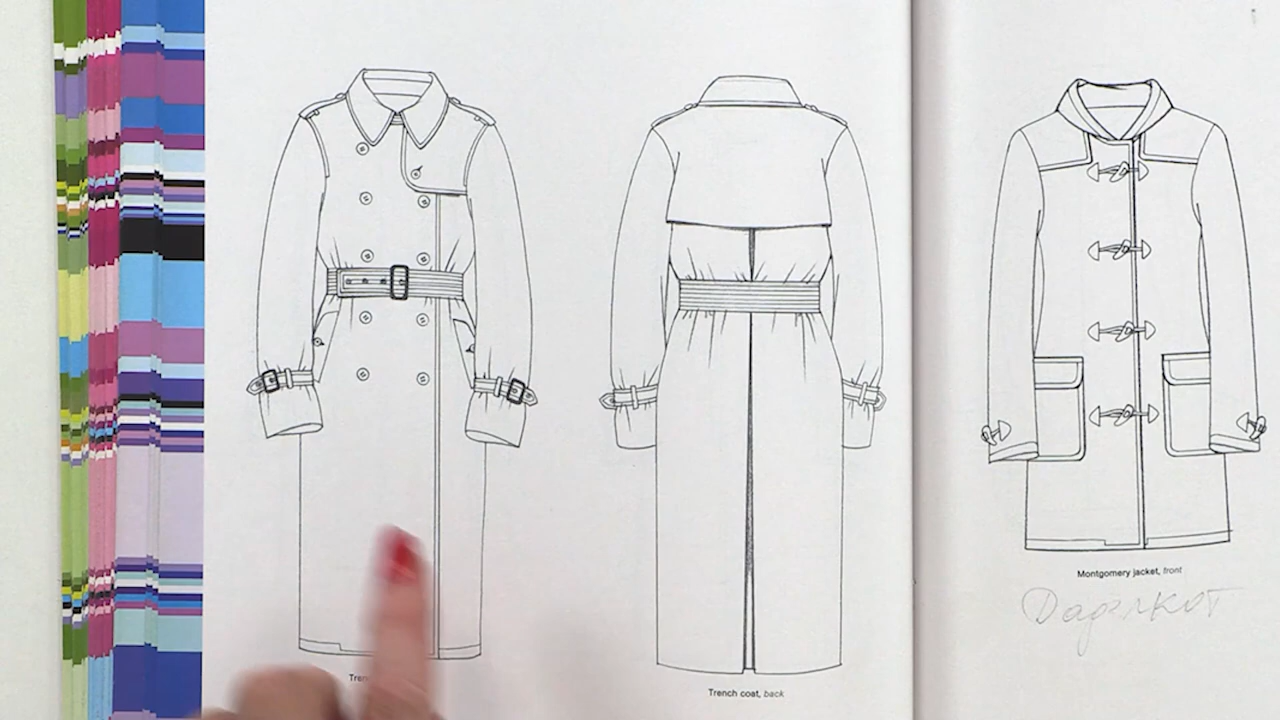 Trench coat, back
Montgomery jacket, front
Дафлкот